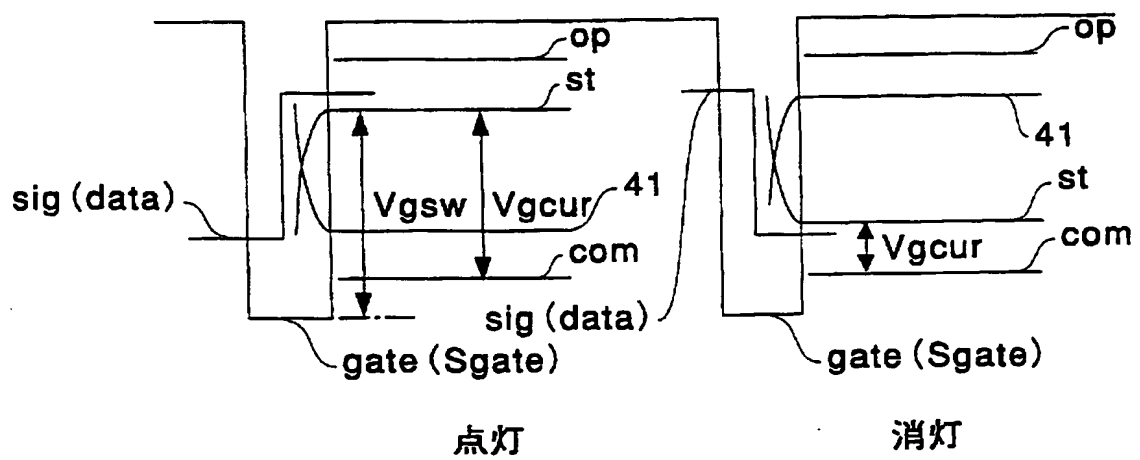 op
st
sig (data)
Vgsw
Vgcur
41
com
gate (Sgate)
点灯
op
41
st
com
Vgcur
sig (data)
gate (Sgate)
消灯